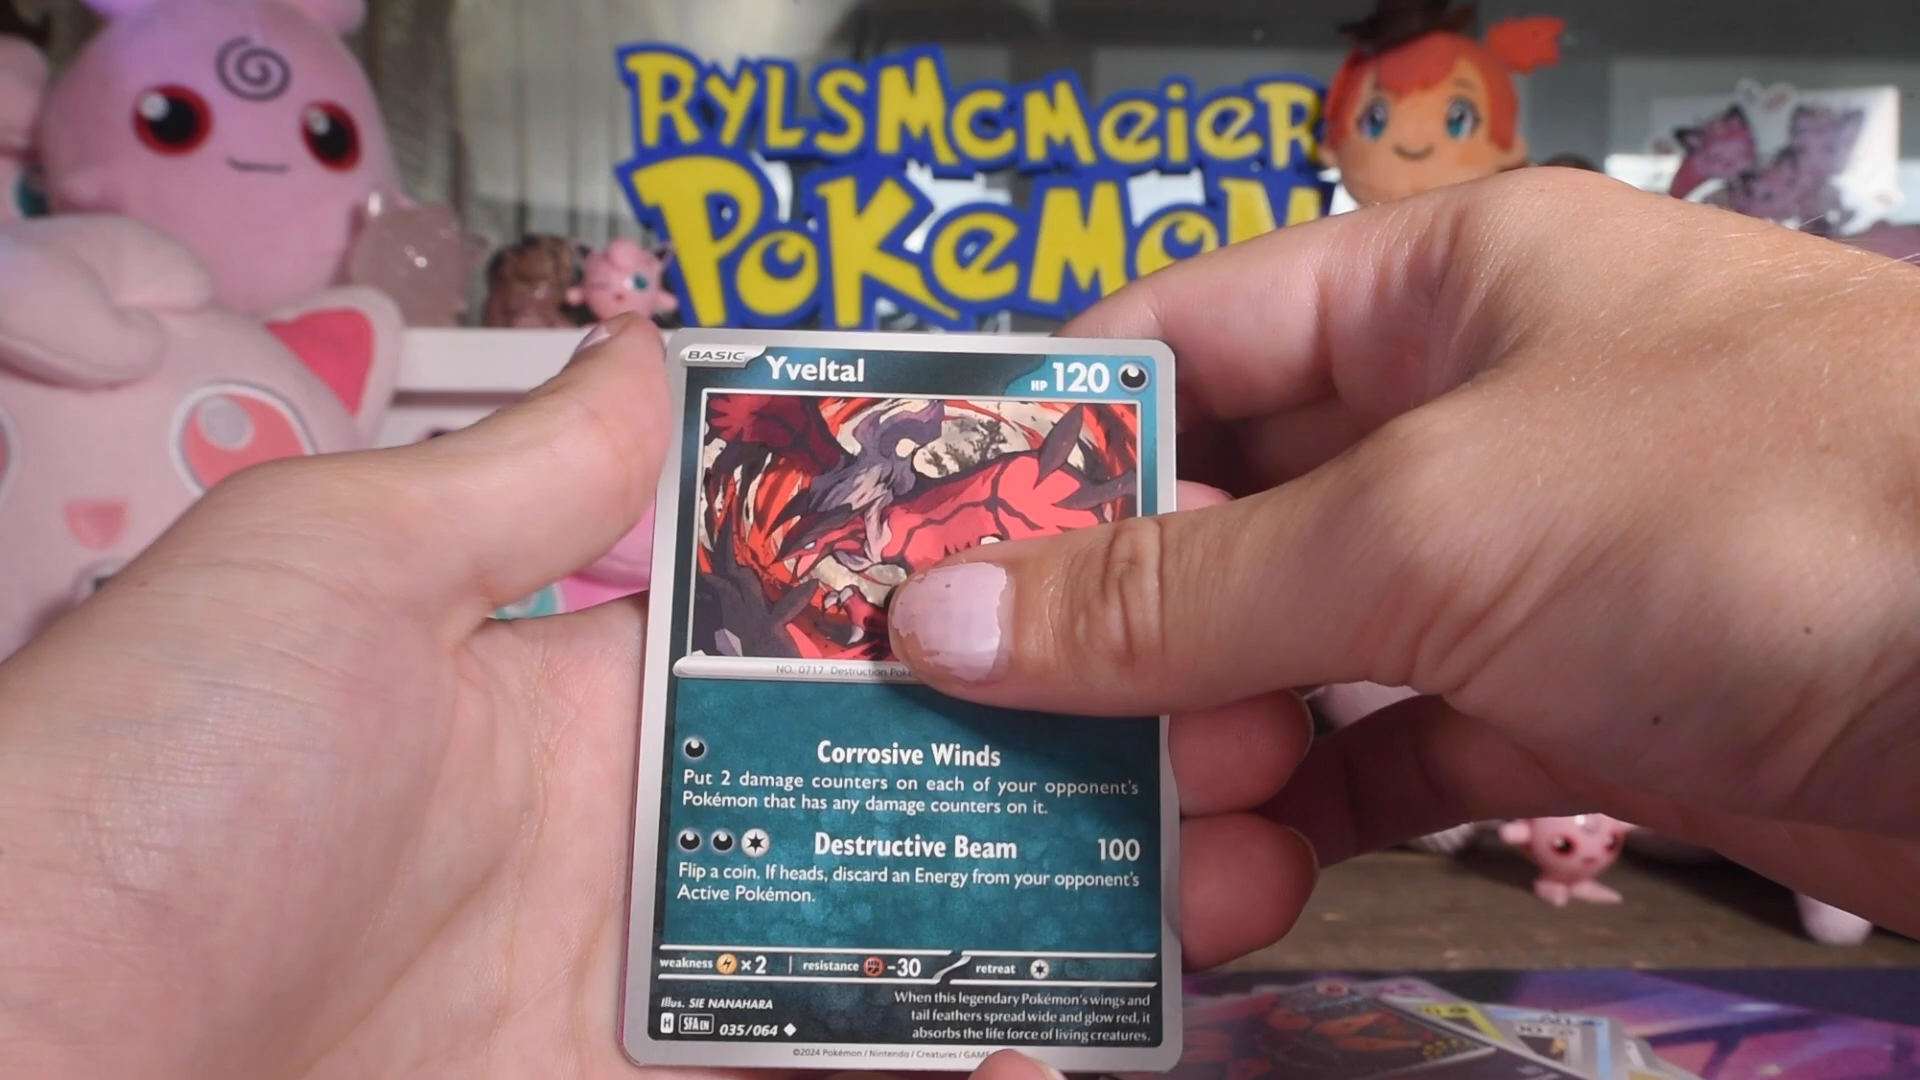 RYLSMCMEIER
POKEMON
BASIC
Yveltal
HP 120
NO. 0717 Destruction
Corrosive Winds
Put 2 damage counters on each of your opponent's
Pokémon that has any damage counters on it.
Destructive Beam 100
Flip a coin. If heads, discard an Energy from your opponent's
Active Pokémon.
weakness ×2 resistance -30 retreat
Illus. SIE NANAHARA
H SFA EN 035/064
When this legendary Pokémon's wings and
tail feathers spread wide and glow red, it
absorbs the life force of living creatures.
©2024 Pokémon / Nintendo / Creatures / GAME